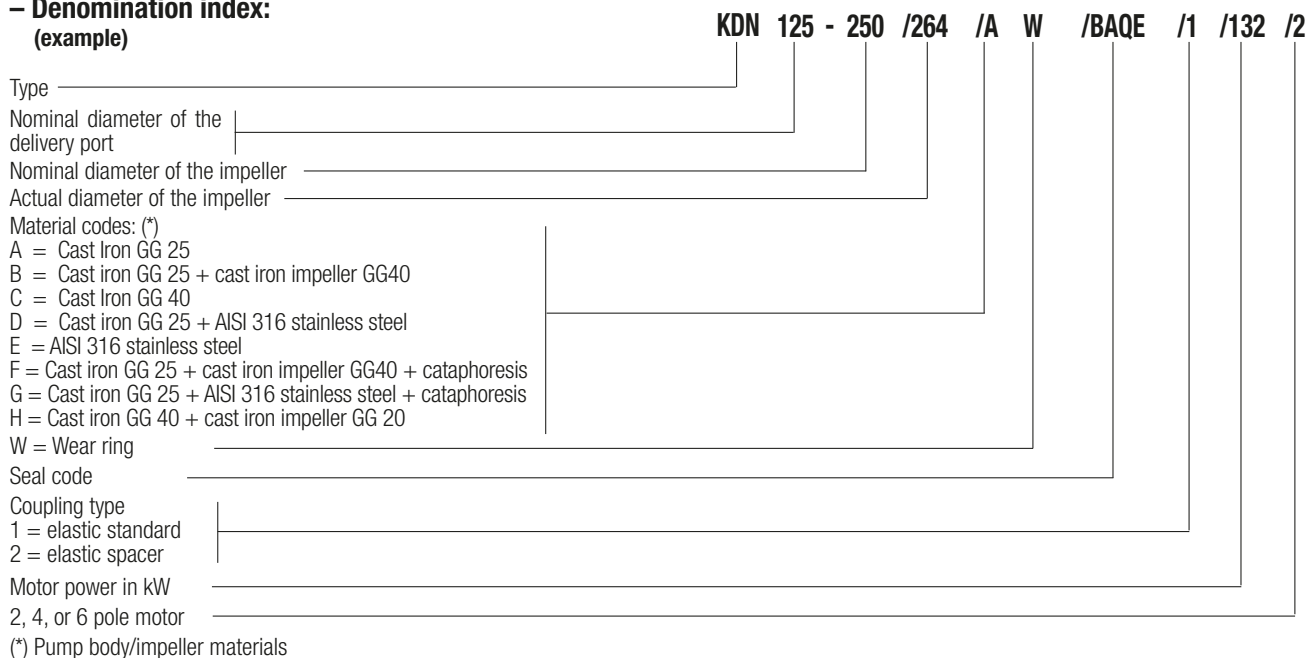 – Denomination index:
(example)
KDN 125 - 250 /264 /A W /BAQE /1 /132 /2
Type
Nominal diameter of the
delivery port
Nominal diameter of the impeller
Actual diameter of the impeller
Material codes: (*)
A = Cast Iron GG 25
B = Cast iron GG 25 + cast iron impeller GG40
C = Cast Iron GG 40
D = Cast iron GG 25 + AISI 316 stainless steel
E = AISI 316 stainless steel
F = Cast iron GG 25 + cast iron impeller GG40 + cataphoresis
G = Cast iron GG 25 + AISI 316 stainless steel + cataphoresis
H = Cast iron GG 40 + cast iron impeller GG 20
W = Wear ring
Seal code
Coupling type
1 = elastic standard
2 = elastic spacer
Motor power in kW
2, 4, or 6 pole motor
(*) Pump body/impeller materials